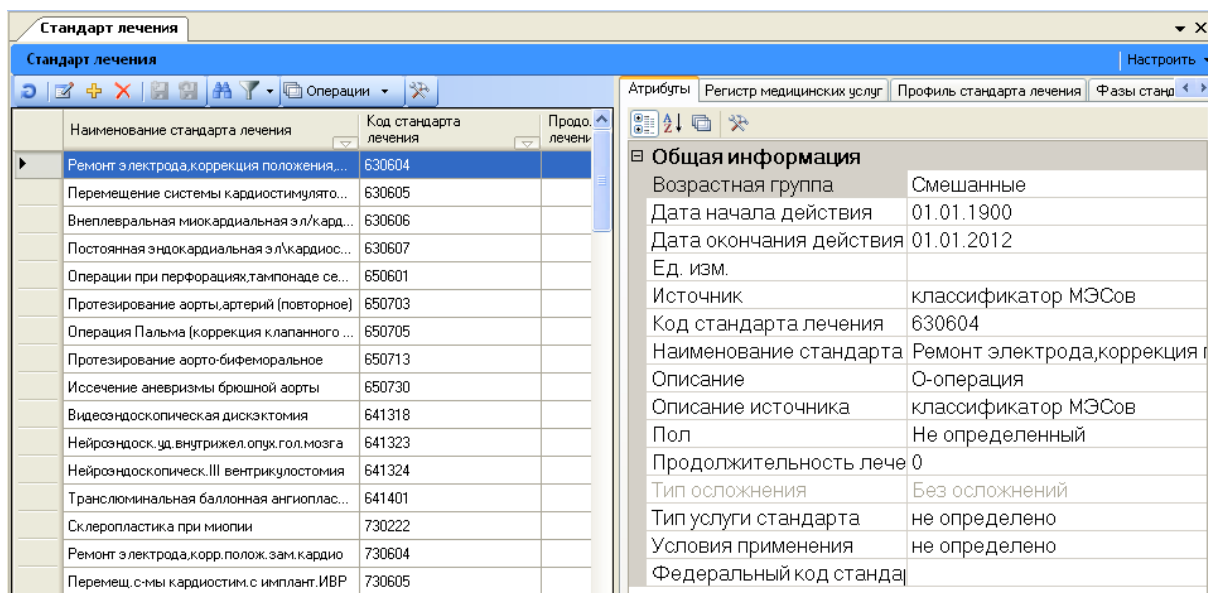 Стандарт лечения
Стандарт лечения
Настроить
Операции
Наименование стандарта лечения
Код стандарта лечения
Продо.
лечени
Ремонт электрода,коррекция положения,... 630604
Перемещение системы кардиостимулято... 630605
Внеплевральная миокардиальная эл/кард... 630606
Постоянная эндокардиальная эл\кардиос... 630607
Операции при перфорациях,тампонаде се... 650601
Протезирование аорты,артерий (повторное) 650703
Операция Пальма (коррекция клапанного ... 650705
Протезирование аорто-бифеморальное 650713
Иссечение аневризмы брюшной аорты 650730
Видеоэндоскопическая дискэктомия 641318
Нейроэндоск.уд.внутрижел.опух.гол.мозга 641323
Нейроэндоскопическ.III вентрикулостомия 641324
Транслюминальная баллонная ангиоплас... 641401
Склеропластика при миопии 730222
Ремонт электрода,корр.полож.зам.кардио 730604
Перемещ.с-мы кардиостим.с имплант.ИВР 730605
Атрибуты Регистр медицинских услуг Профиль стандарта лечения Фазы станд
Общая информация
Возрастная группа Смешанные
Дата начала действия 01.01.1900
Дата окончания действия 01.01.2012
Ед. изм.
Источник классификатор МЭСов
Код стандарта лечения 630604
Наименование стандарта Ремонт электрода,коррекция п
Описание О-операция
Описание источника классификатор МЭСов
Пол Не определенный
Продолжительность лече 0
Тип осложнения Без осложнений
Тип услуги стандарта не определено
Условия применения не определено
Федеральный код станда